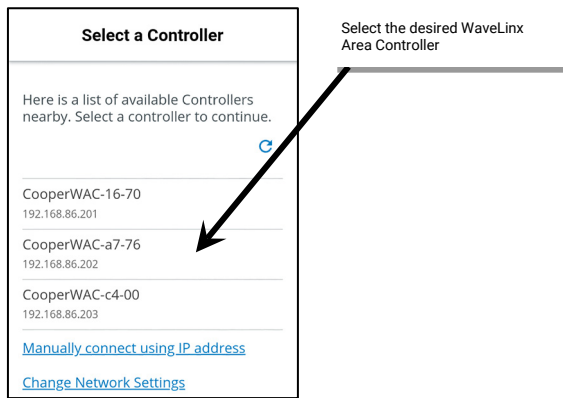 Select a Controller
Select the desired WaveLinx
Area Controller
Here is a list of available Controllers
nearby. Select a controller to continue.
CooperWAC-16-70
192.168.86.201
CooperWAC-a7-76
192.168.86.202
CooperWAC-c4-00
192.168.86.203
Manually connect using IP address
Change Network Settings